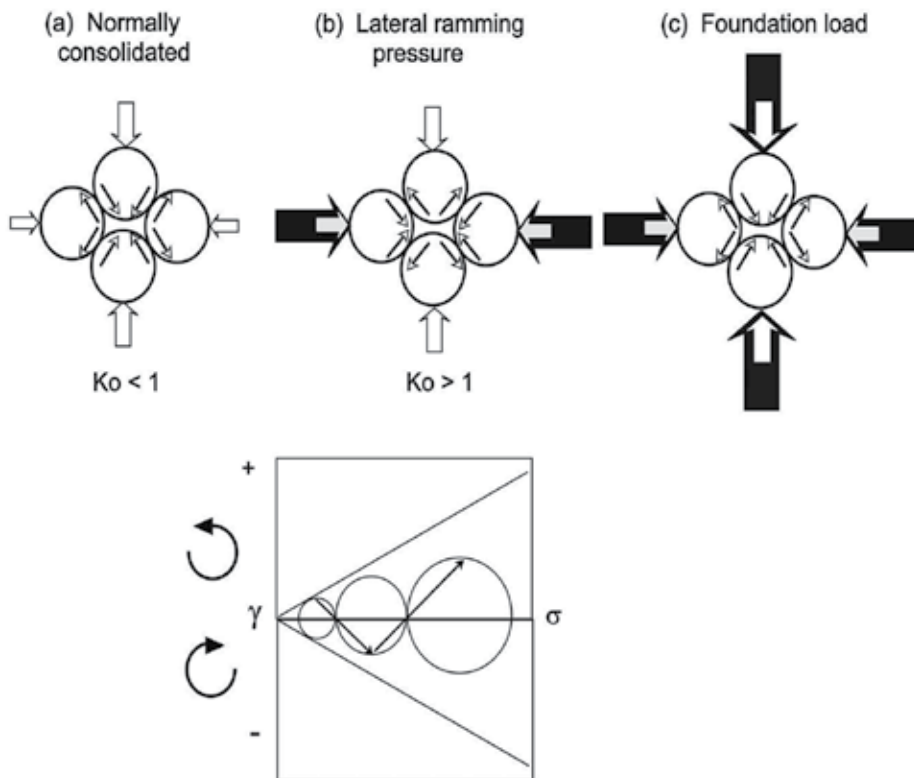 (a) Normally
consolidated
(b) Lateral ramming
pressure
(c) Foundation load
Ko < 1
Ko > 1
+
γ
σ
-